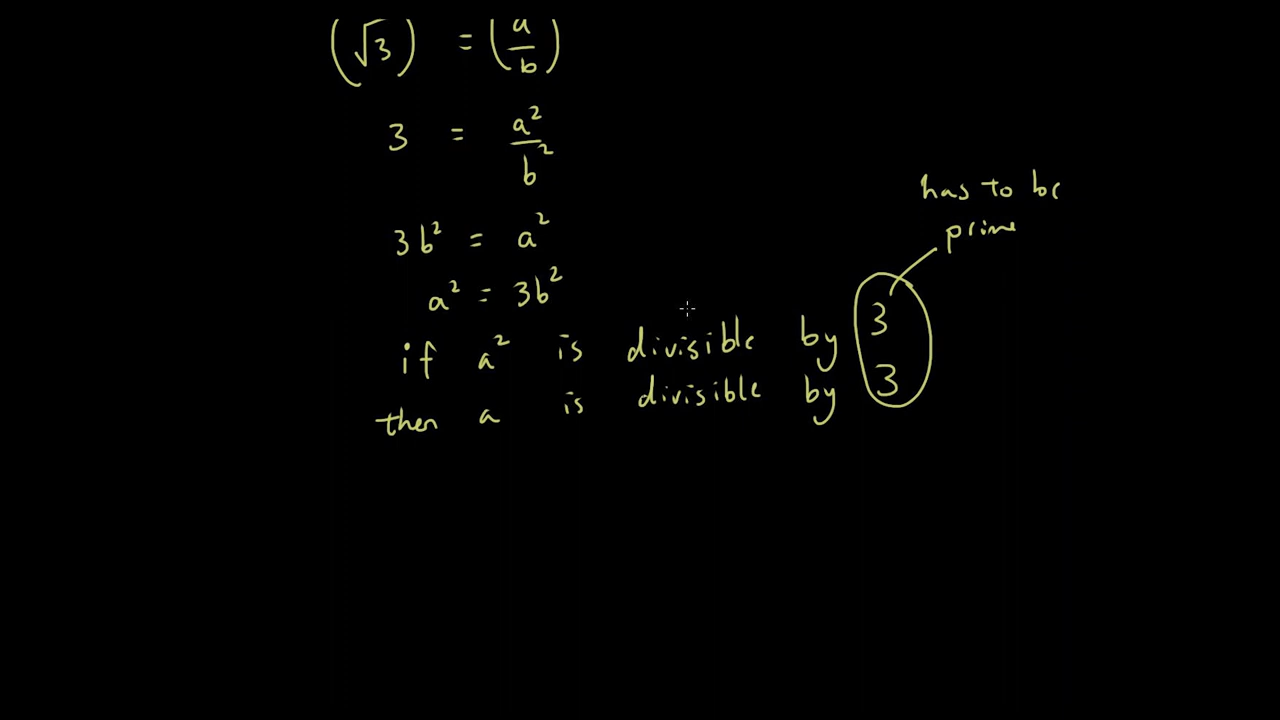 (√3) = (a/b)
3 = a²/b²
has to be
prime
3b² = a²
a² = 3b²
if a² is divisible by 3
then a is divisible by 3